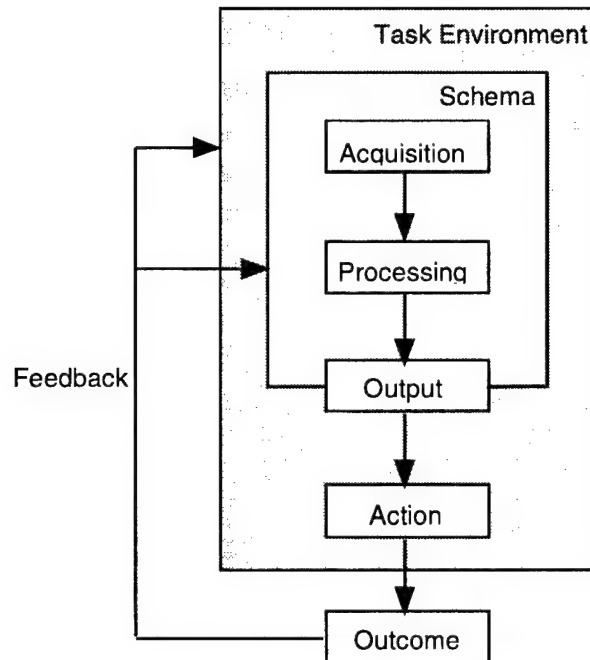 Task Environment
Schema
Acquisition
Processing
Feedback
Output
Action
Outcome